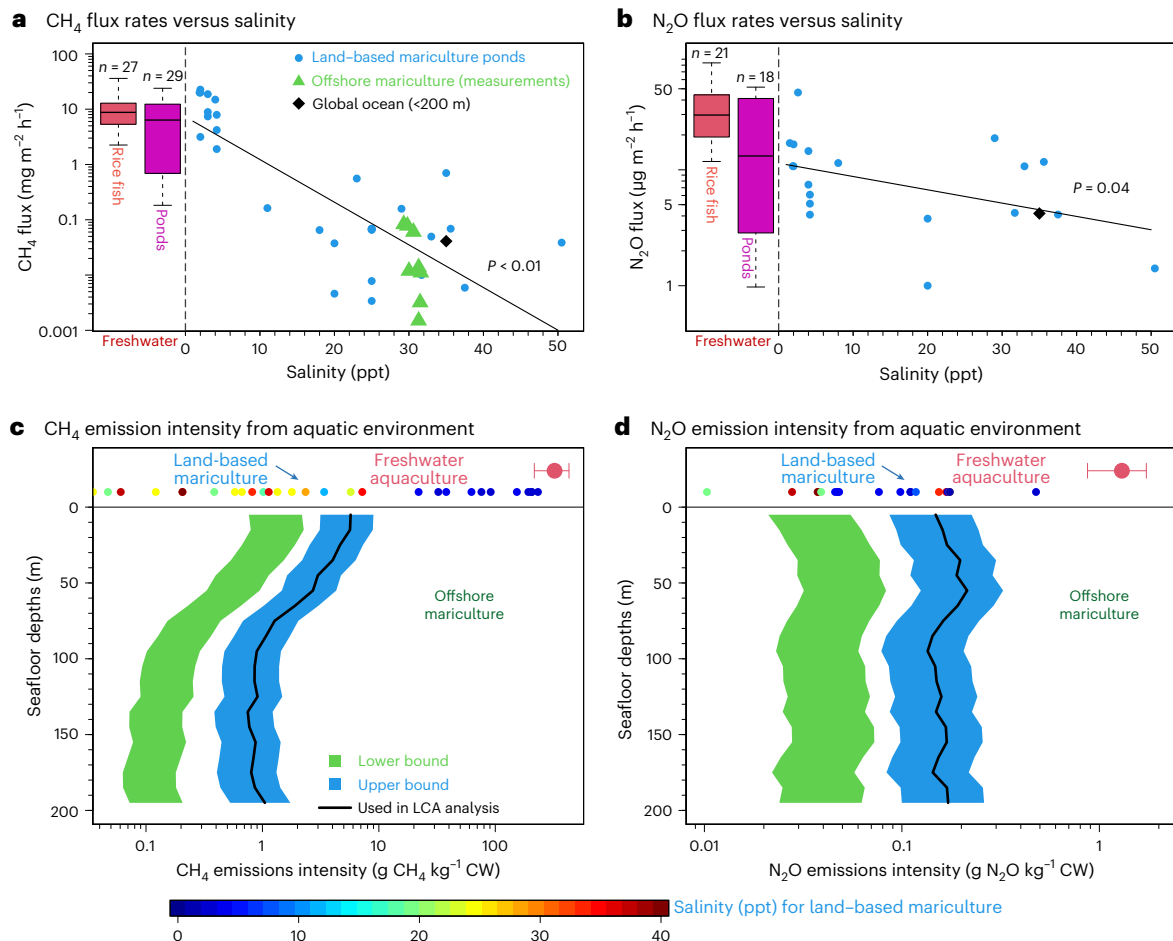 a CH₄ flux rates versus salinity
100
10
1
0.1
0.001
CH₄ flux (mg m⁻² h⁻¹)
n = 27
n = 29
Rice fish
Ponds
Land–based mariculture ponds
Offshore mariculture (measurements)
Global ocean (<200 m)
P < 0.01
Freshwater
0 10 20 30 40 50
Salinity (ppt)
b N₂O flux rates versus salinity
50
5
1
N₂O flux (µg m⁻² h⁻¹)
n = 21
n = 18
Rice fish
Ponds
P = 0.04
Freshwater
0 10 20 30 40 50
Salinity (ppt)
c CH₄ emission intensity from aquatic environment
Land-based
mariculture
Freshwater
aquaculture
0
50
100
150
200
Seafloor depths (m)
Offshore
mariculture
Lower bound
Upper bound
Used in LCA analysis
0.1 1 10 100
CH₄ emissions intensity (g CH₄ kg⁻¹ CW)
d N₂O emission intensity from aquatic environment
Land-based
mariculture
Freshwater
aquaculture
0
50
100
150
200
Seafloor depths (m)
Offshore
mariculture
0.01 0.1 1
N₂O emissions intensity (g N₂O kg⁻¹ CW)
Salinity (ppt) for land–based mariculture
0 10 20 30 40